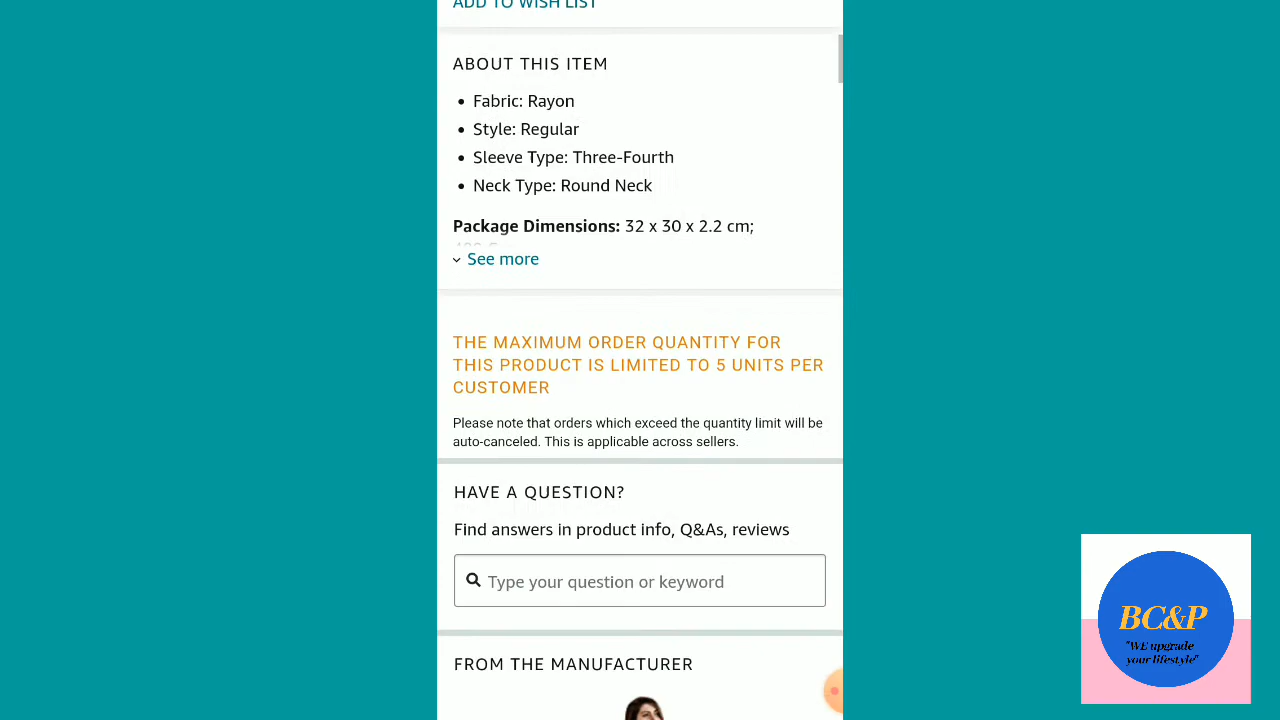 ADD TO WISH LIST
ABOUT THIS ITEM
• Fabric: Rayon
• Style: Regular
• Sleeve Type: Three-Fourth
• Neck Type: Round Neck
Package Dimensions: 32 x 30 x 2.2 cm;
See more
THE MAXIMUM ORDER QUANTITY FOR
THIS PRODUCT IS LIMITED TO 5 UNITS PER
CUSTOMER
Please note that orders which exceed the quantity limit will be
auto-canceled. This is applicable across sellers.
HAVE A QUESTION?
Find answers in product info, Q&As, reviews
Type your question or keyword
FROM THE MANUFACTURER
BC&P
"WE upgrade
your lifestyle"